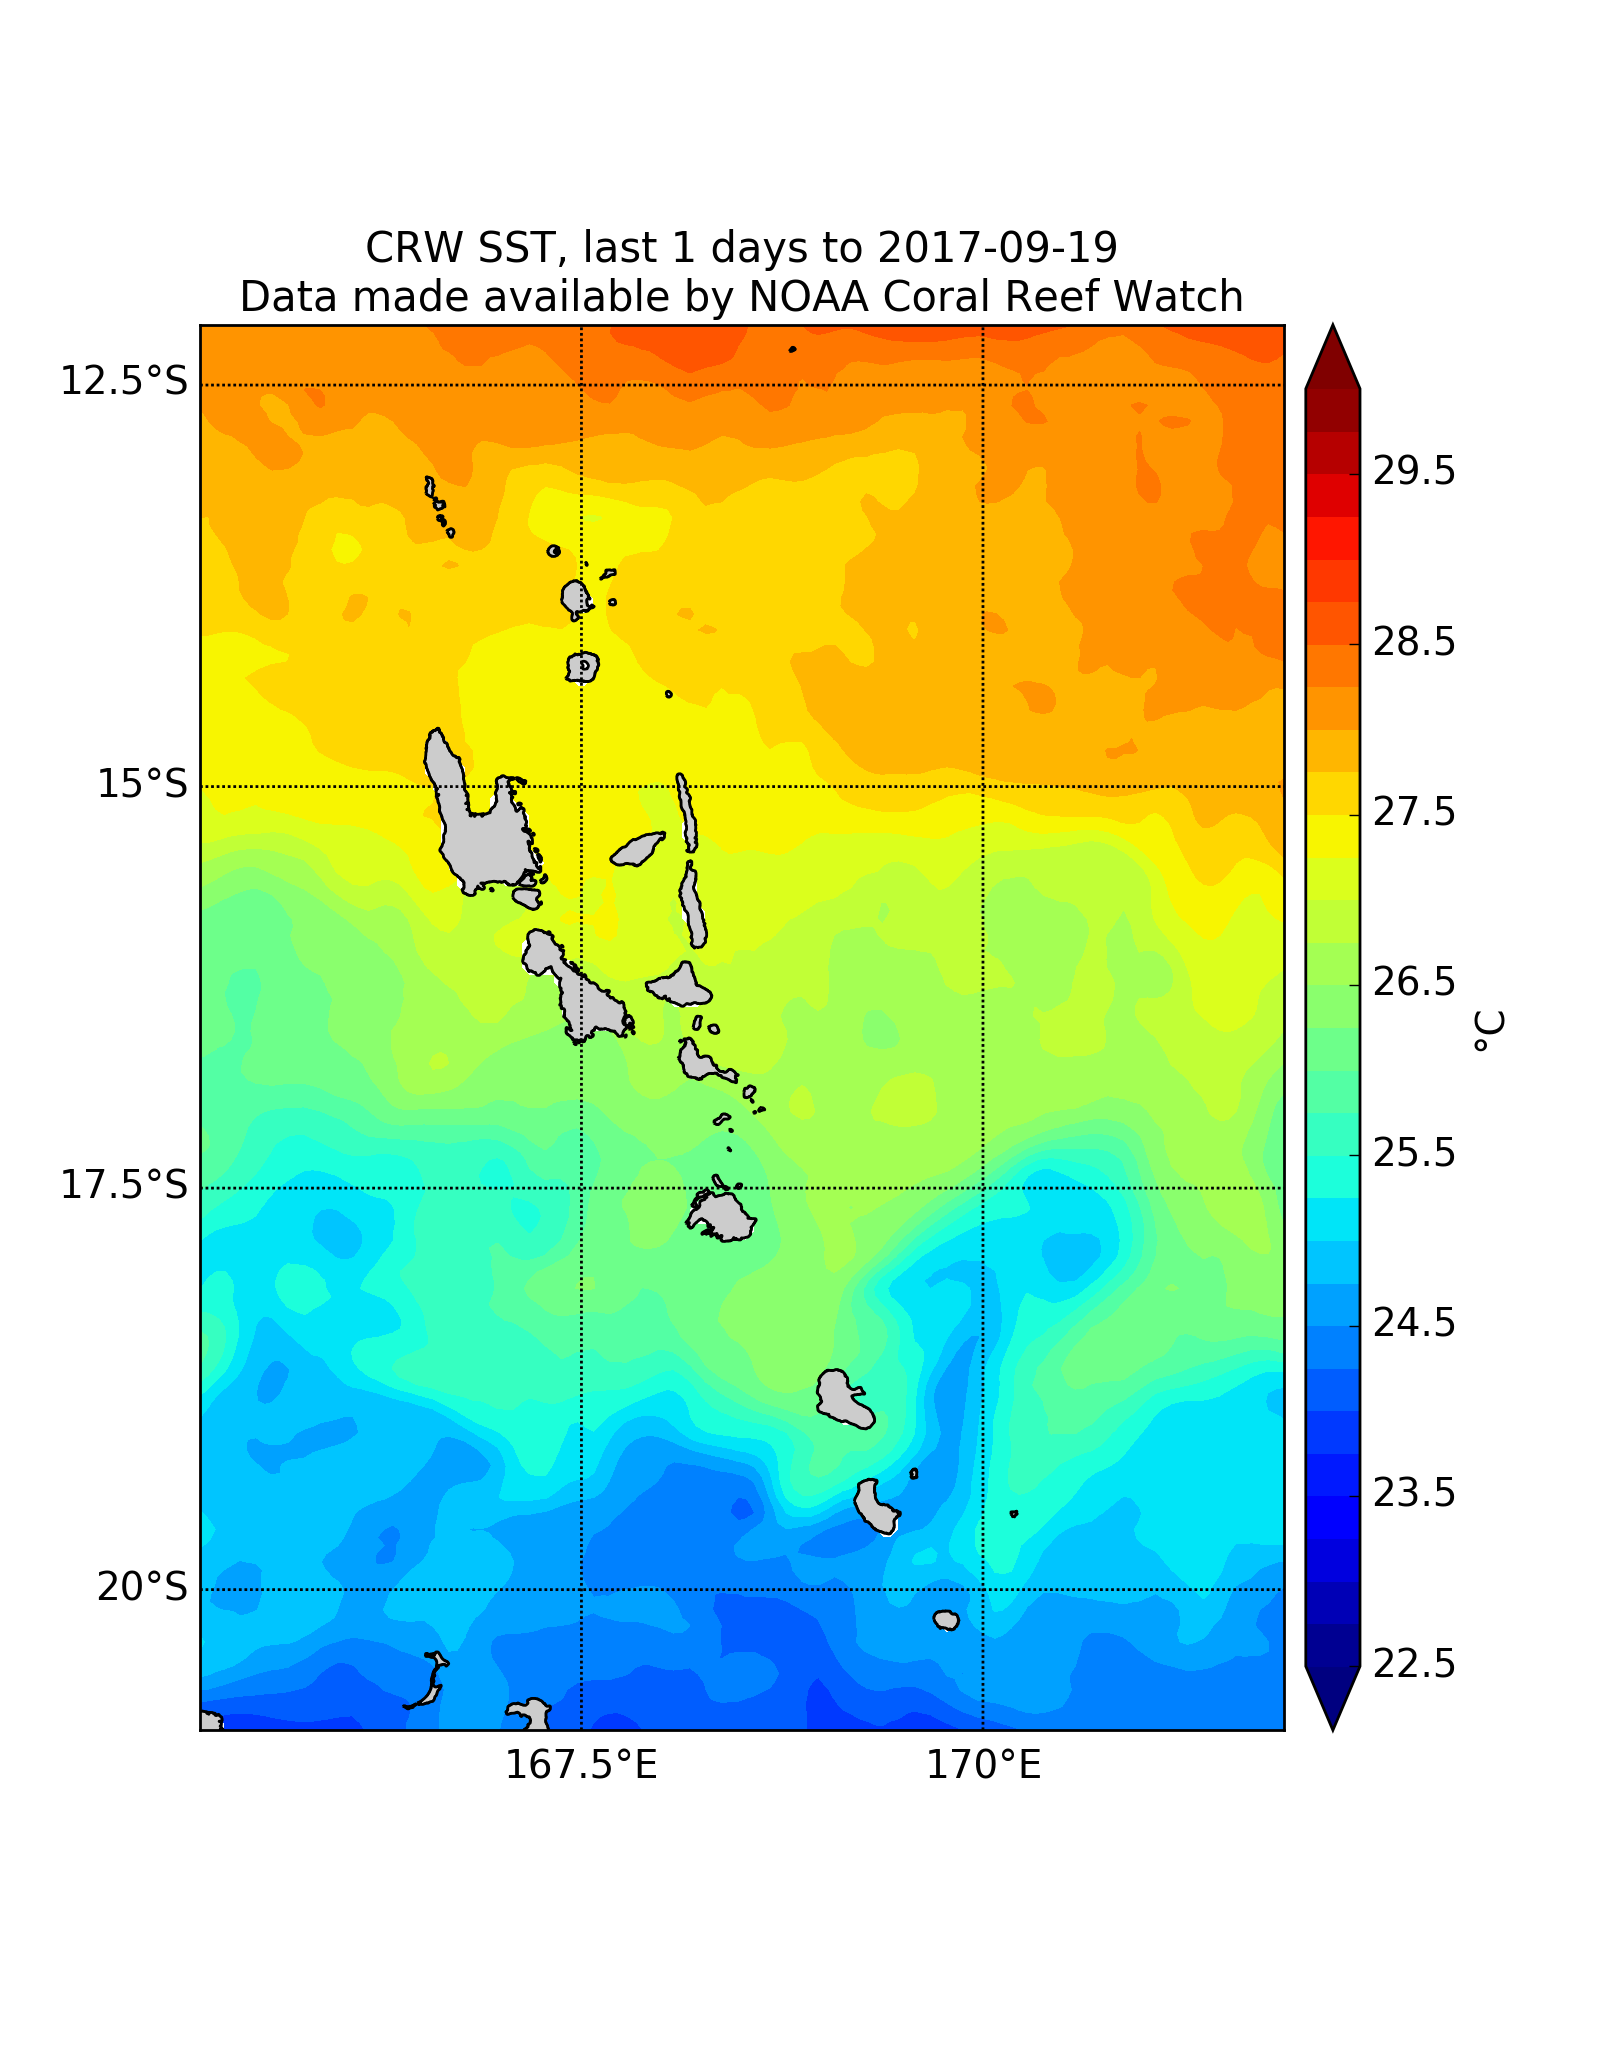 CRW SST, last 1 days to 2017-09-19
Data made available by NOAA Coral Reef Watch
12.5°S
15°S
17.5°S
20°S
167.5°E
170°E
29.5
28.5
27.5
26.5
25.5
24.5
23.5
22.5
°C